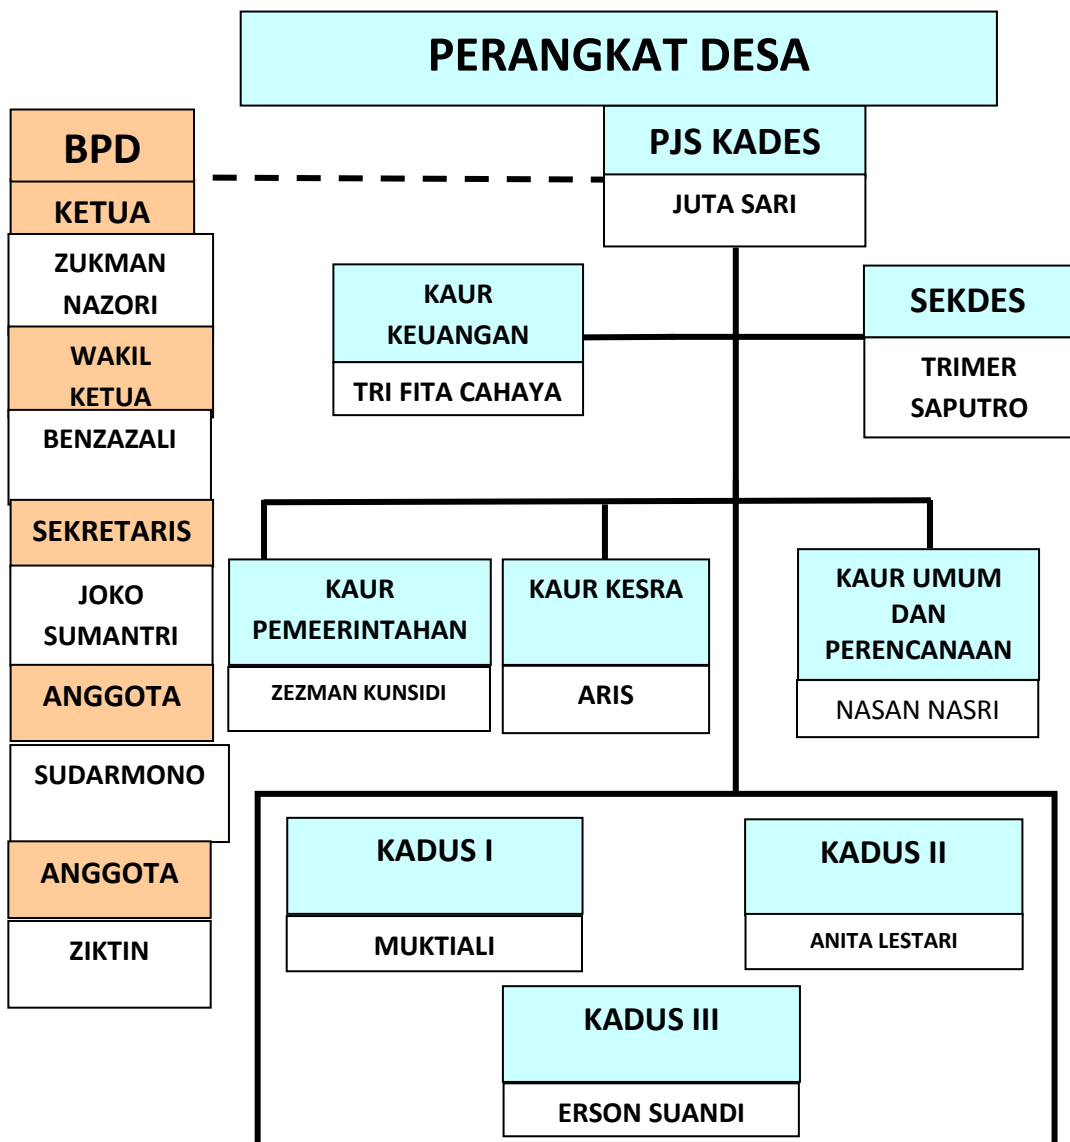 PERANGKAT DESA
BPD
KETUA
ZUKMAN
NAZORI
WAKIL
KETUA
BENZAZALI
SEKRETARIS
JOKO
SUMANTRI
ANGGOTA
SUDARMONO
ANGGOTA
ZIKTIN
PJS KADES
JUTA SARI
KAUR
KEUANGAN
TRI FITA CAHAYA
SEKDES
TRIMER
SAPUTRO
KAUR
PEMEERINTAHAN
ZEZMAN KUNSIDI
KAUR KESRA
ARIS
KAUR UMUM
DAN
PERENCANAAN
NASAN NASRI
KADUS I
MUKTIALI
KADUS II
ANITA LESTARI
KADUS III
ERSON SUANDI